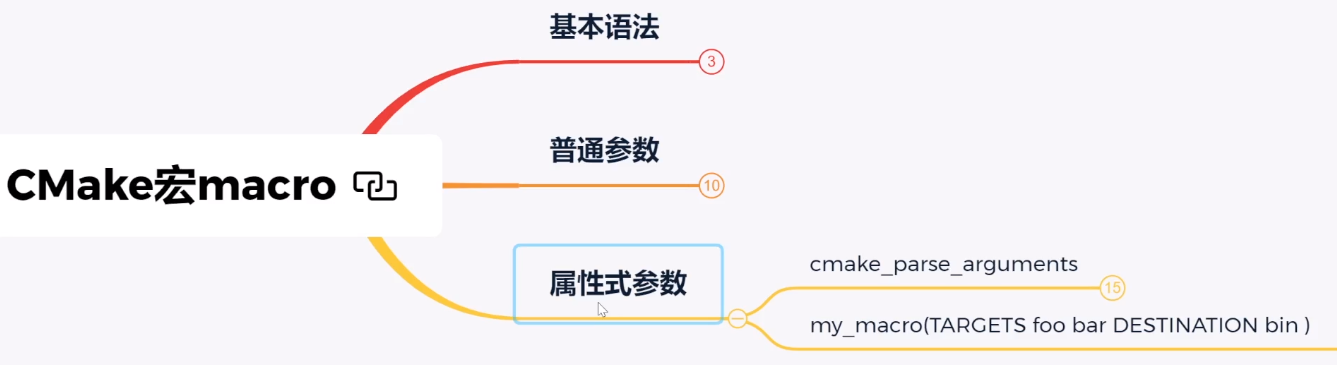 基本语法
3
普通参数
10
CMake宏macro
属性式参数
cmake_parse_arguments
15
my_macro(TARGETS foo bar DESTINATION bin )